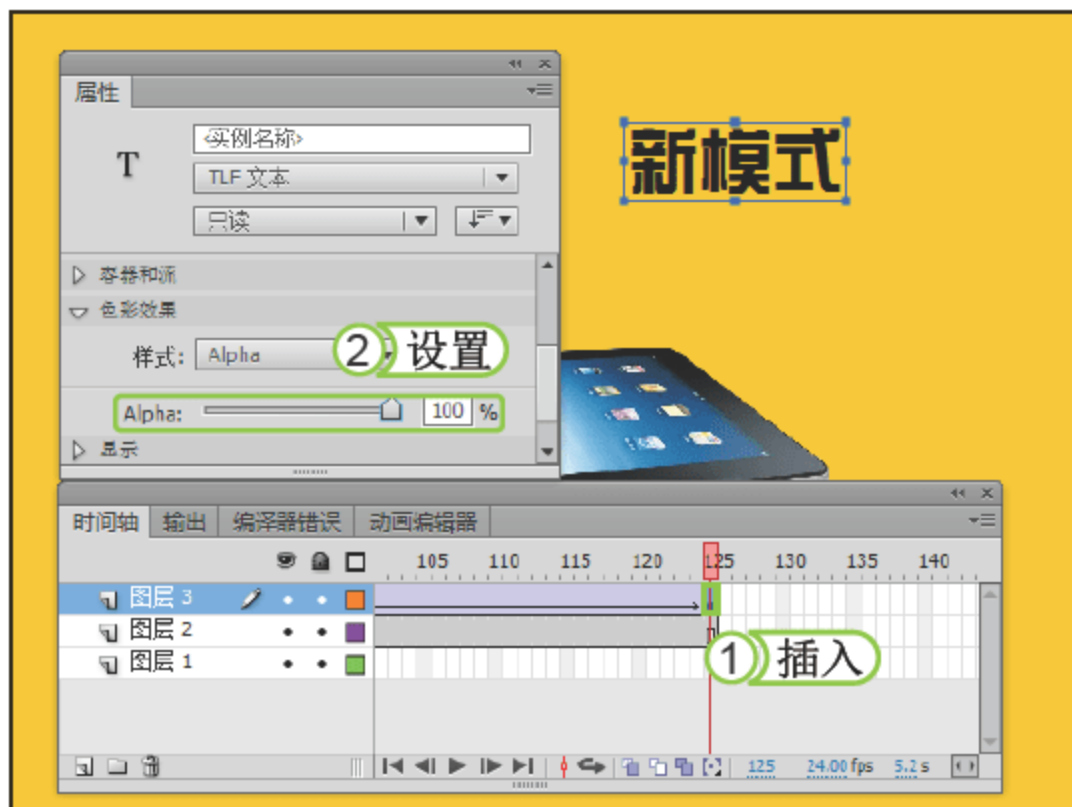 属性
新模式
T
<实例名称>
TLF 文本
只读
容器和流
色彩效果
样式: Alpha
2 设置
Alpha: 100 %
显示
时间轴 输出 编译器错误 动画编辑器
105 110 115 120 125 130 135 140
图层 3
图层 2
图层 1
1 插入
125 24.00 fps 5.2 s